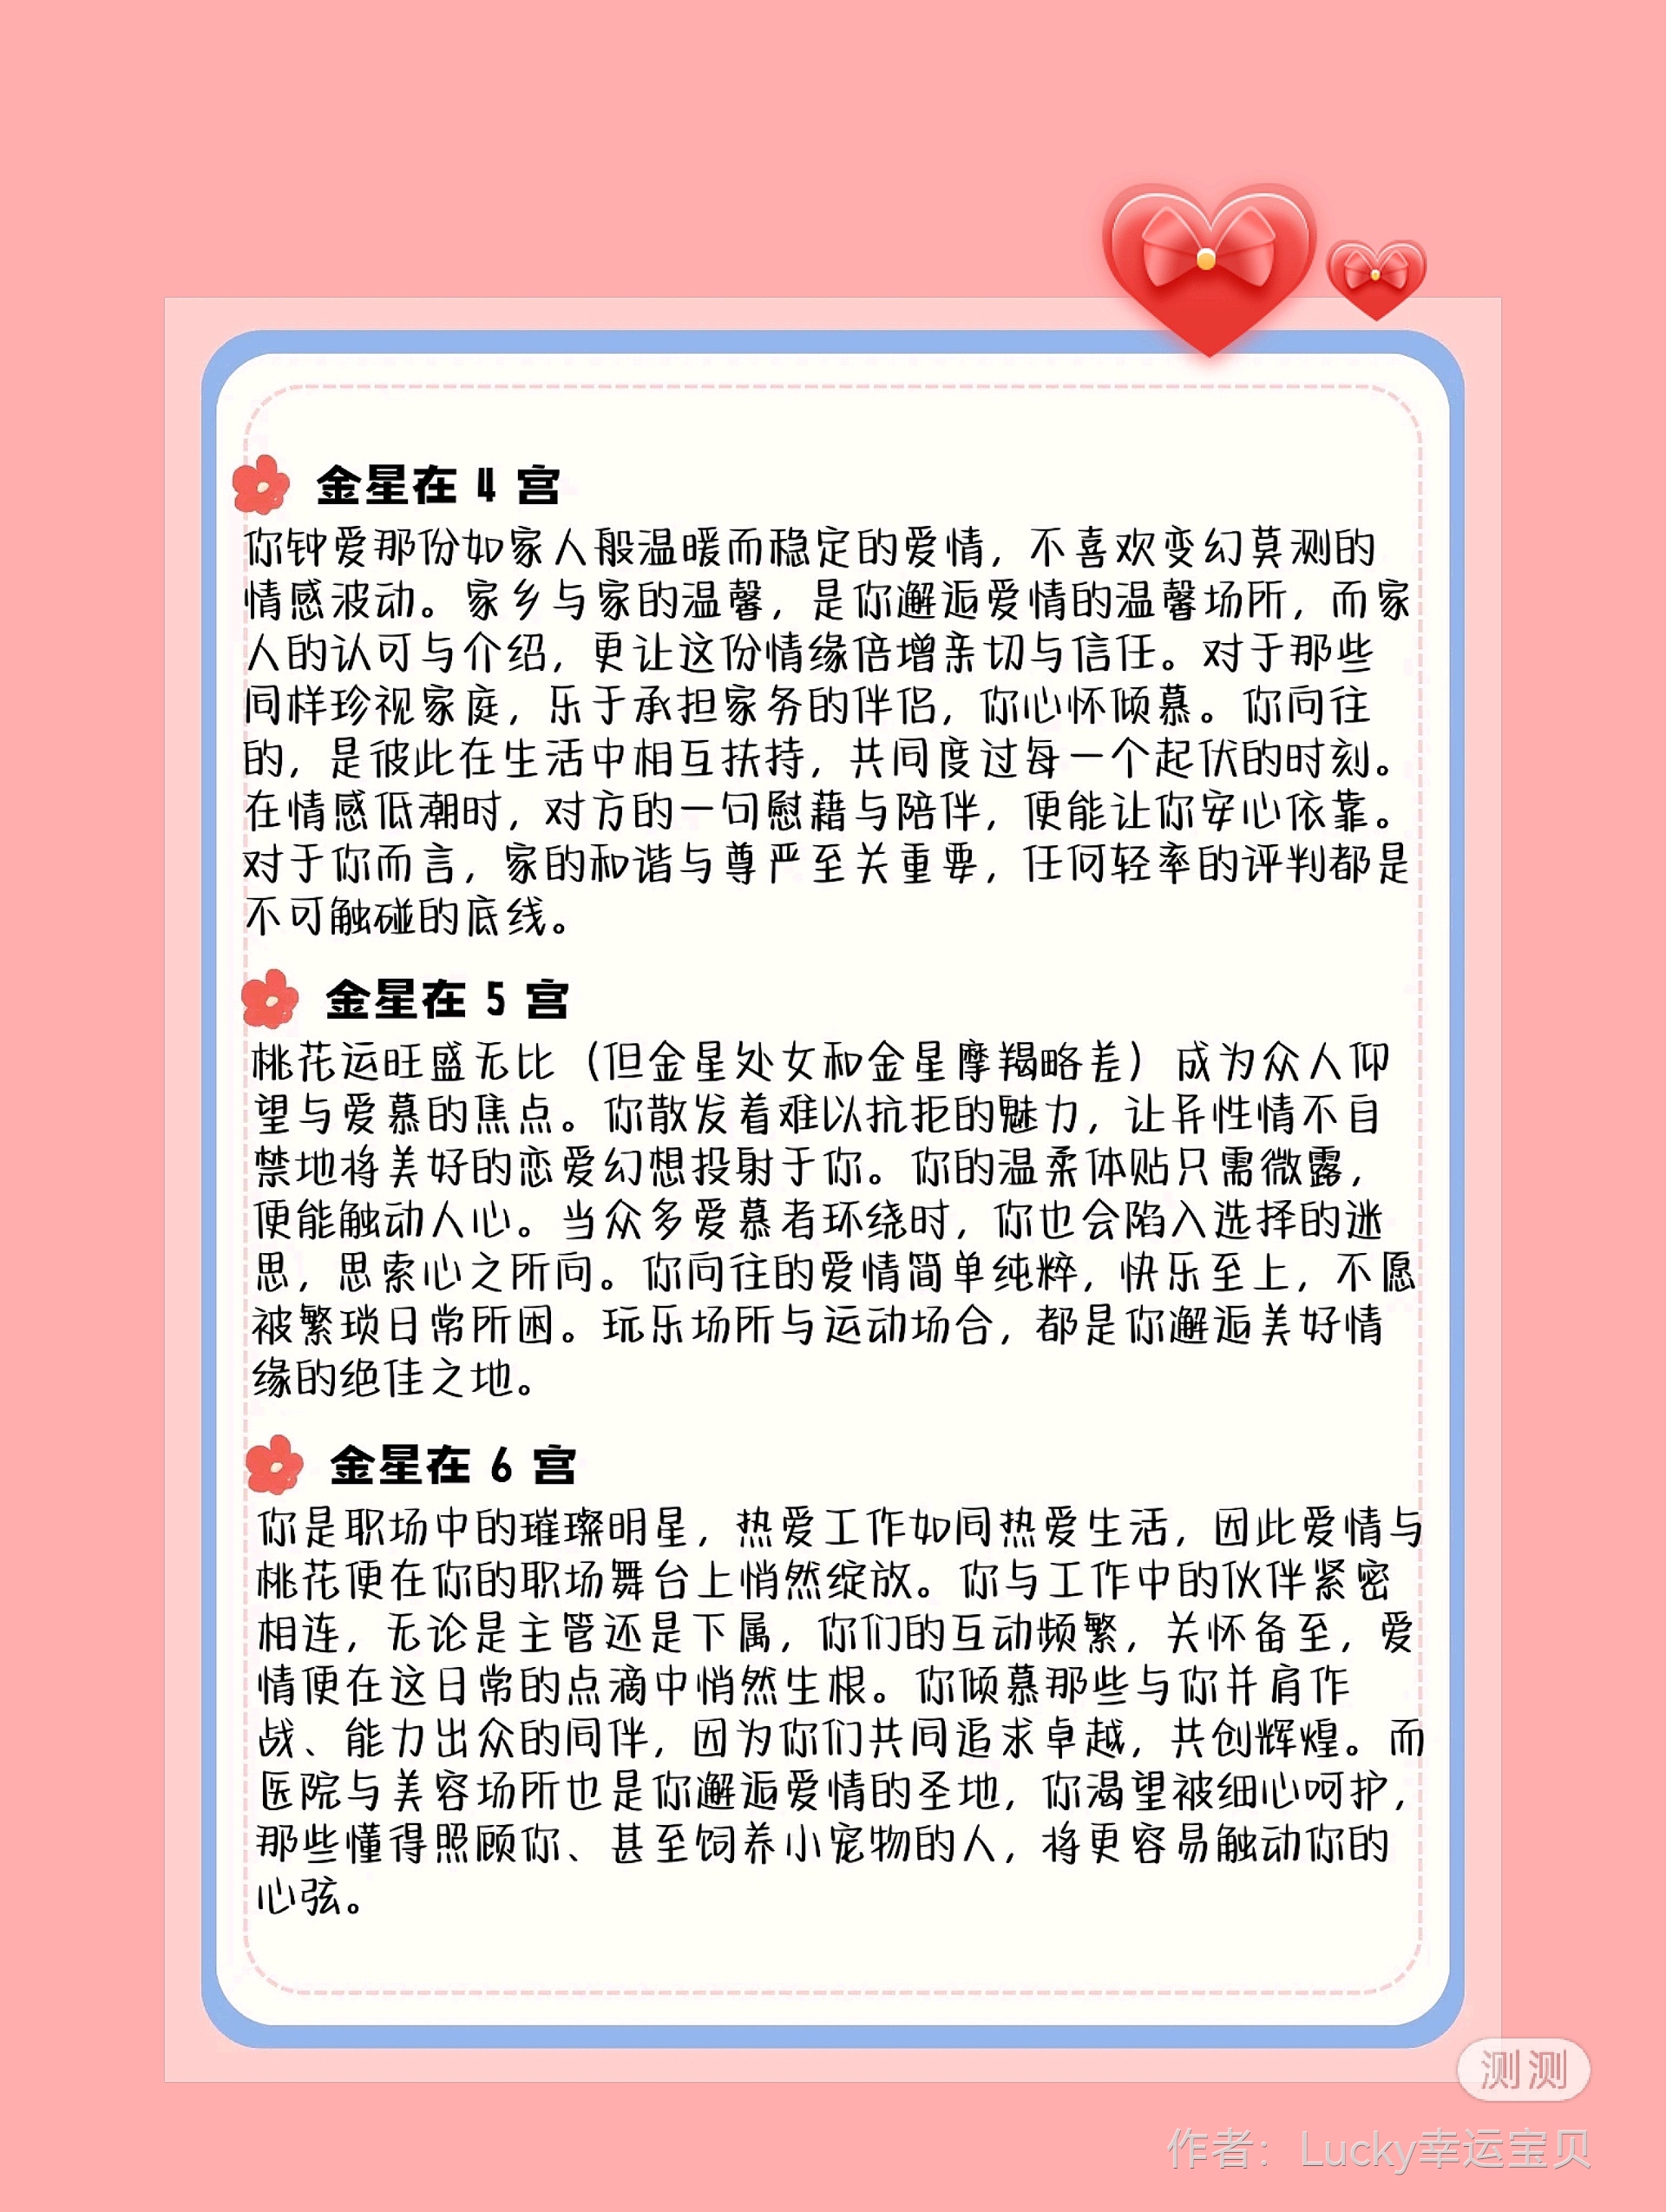 金星在 4 宫
你钟爱那份如家人般温暖而稳定的爱情，不喜欢变幻莫测的
情感波动。家乡与家的温馨，是你邂逅爱情的温馨场所，而家
人的认可与介绍，更让这份情缘倍增亲切与信任。对于那些
同样珍视家庭，乐于承担家务的伴侣，你心怀倾慕。你向往
的，是彼此在生活中相互扶持，共同度过每一个起伏的时刻。
在情感低潮时，对方的一句慰藉与陪伴，便能让你安心依靠。
对于你而言，家的和谐与尊严至关重要，任何轻率的评判都是
不可触碰的底线。
金星在 5 宫
桃花运旺盛无比（但金星处女和金星摩羯略差）成为众人仰
望与爱慕的焦点。你散发着难以抗拒的魅力，让异性情不自
禁地将美好的恋爱幻想投射于你。你的温柔体贴只需微露，
便能触动人心。当众多爱慕者环绕时，你也会陷入选择的迷
思，思索心之所向。你向往的爱情简单纯粹，快乐至上，不愿
被繁琐日常所困。玩乐场所与运动场合，都是你邂逅美好情
缘的绝佳之地。
金星在 6 宫
你是职场中的璀璨明星，热爱工作如同热爱生活，因此爱情与
桃花便在你的职场舞台上悄然绽放。你与工作中的伙伴紧密
相连，无论是主管还是下属，你们的互动频繁，关怀备至，爱
情便在这日常的点滴中悄然生根。你倾慕那些与你并肩作
战、能力出众的同伴，因为你们共同追求卓越，共创辉煌。而
医院与美容场所也是你邂逅爱情的圣地，你渴望被细心呵护，
那些懂得照顾你、甚至饲养小宠物的人，将更容易触动你的
心弦。
测测
作者：Lucky幸运宝贝